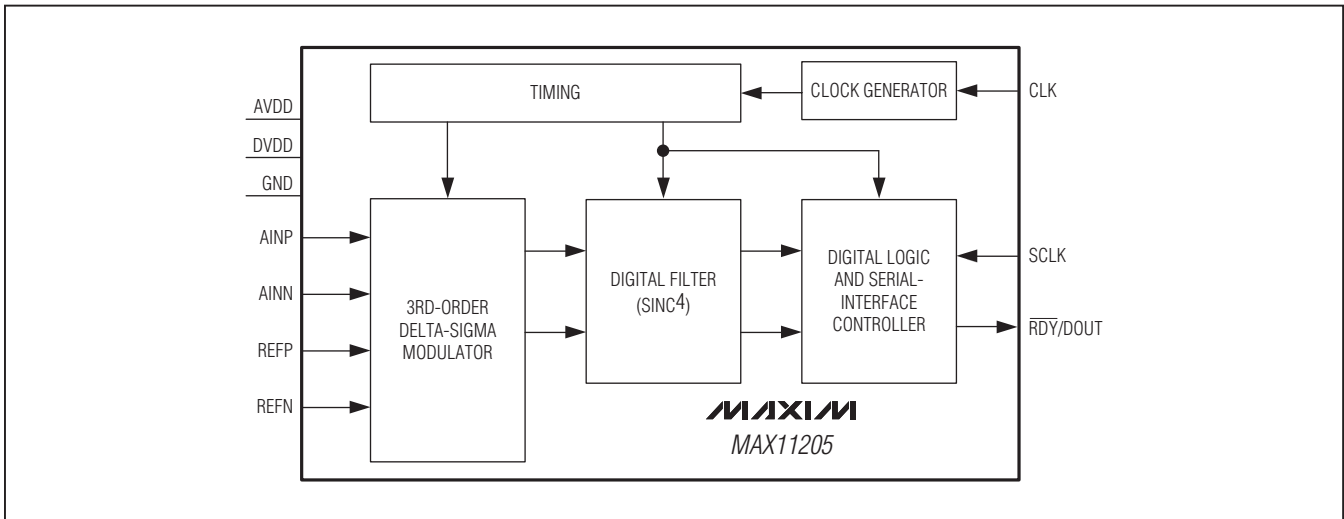 TIMING
CLOCK GENERATOR
CLK
AVDD
DVDD
GND
AINP
AINN
REFP
REFN
3RD-ORDER
DELTA-SIGMA
MODULATOR
DIGITAL FILTER
(SINC4)
DIGITAL LOGIC
AND SERIAL-
INTERFACE
CONTROLLER
SCLK
RDY/DOUT
MAXIM
MAX11205